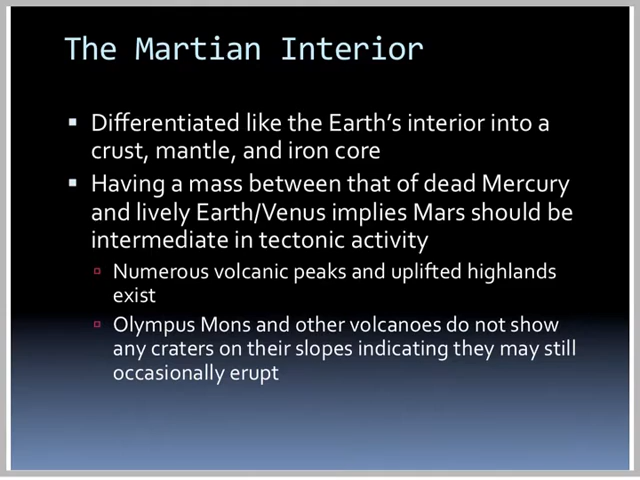 The Martian Interior
Differentiated like the Earth's interior into a
crust, mantle, and iron core
Having a mass between that of dead Mercury
and lively Earth/Venus implies Mars should be
intermediate in tectonic activity
Numerous volcanic peaks and uplifted highlands
exist
Olympus Mons and other volcanoes do not show
any craters on their slopes indicating they may still
occasionally erupt